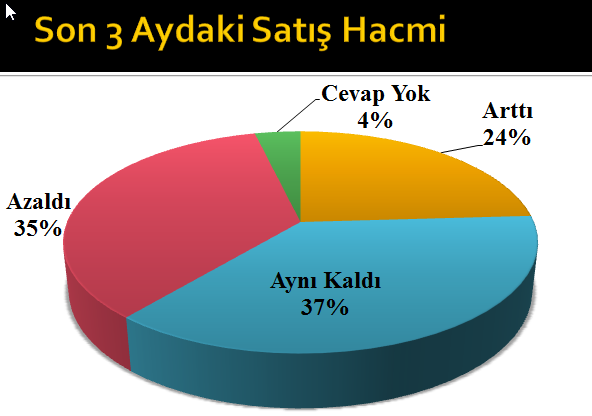 Son 3 Aydaki Satış Hacmi
Cevap Yok
4%
Arttı
24%
Azaldı
35%
Aynı Kaldı
37%